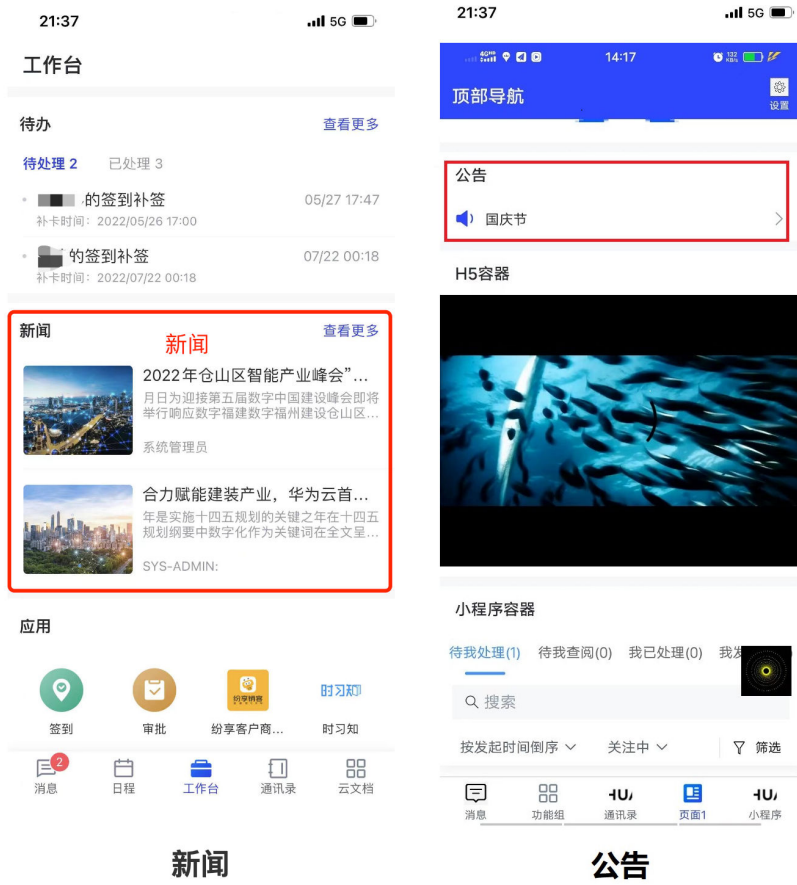 21:37
5G
工作台
待办
查看更多
待处理 2
已处理 3
的签到补签
05/27 17:47
补卡时间：2022/05/26 17:00
的签到补签
07/22 00:18
补卡时间：2022/07/22 00:18
新闻
查看更多
新闻
2022年仓山区智能产业峰会”...
月日为迎接第五届数字中国建设峰会即将
举行响应数字福建数字福州建设仓山区...
系统管理员
合力赋能建装产业，华为云首...
年是实施十四五规划的关键之年在十四五
规划纲要中数字化作为关键词在全文呈...
SYS-ADMIN:
应用
纷享销客
时习知
签到
审批
纷享客户商...
时习知
2
消息
日程
工作台
通讯录
云文档
新闻
21:37
5G
14:17
132
KB/s
顶部导航
设置
公告
国庆节
H5容器
小程序容器
待我处理(1)
待我查阅(0)
我已处理(0)
我发
搜索
按发起时间倒序
关注中
筛选
消息
功能组
通讯录
页面1
小程序
公告